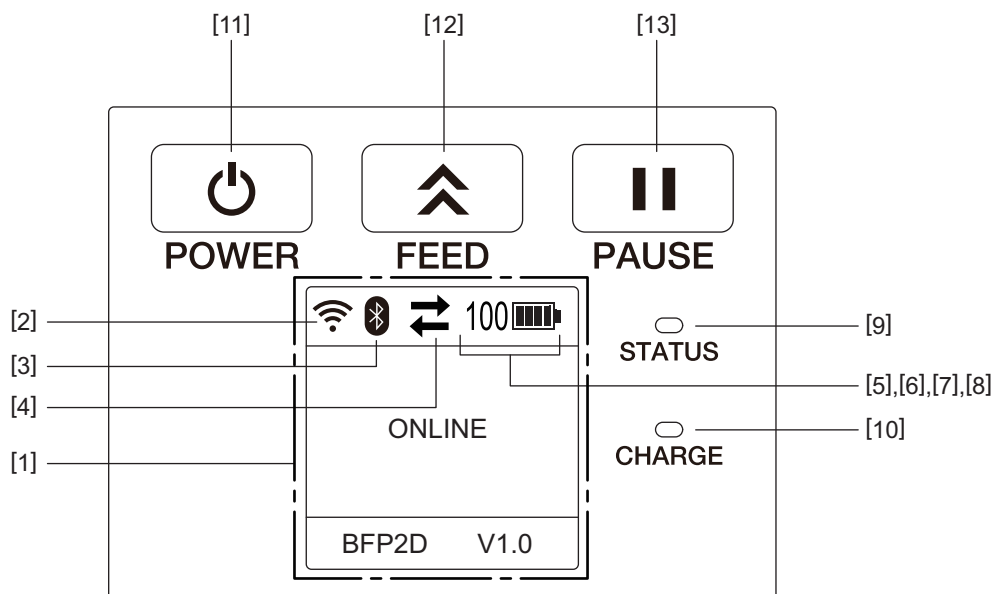 [11] [12] [13]
POWER FEED PAUSE
[2] 100 [9]
STATUS
[3]
[5],[6],[7],[8]
[4]
ONLINE [10]
CHARGE
[1]
BFP2D V1.0